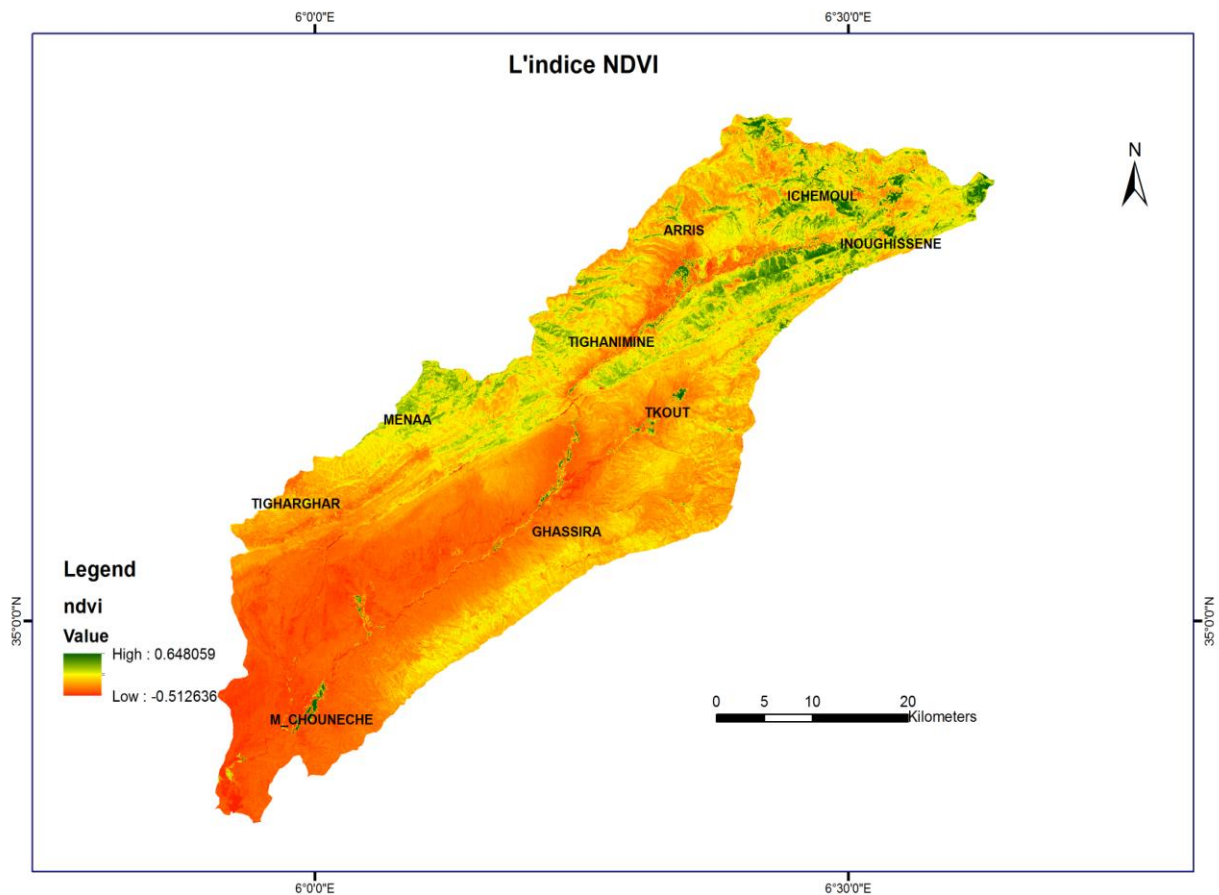 6°0'0"E
6°30'0"E
L'indice NDVI
N
ICHEMOUL
ARRIS
INOUGHISSENE
TIGHANIMINE
TKOUT
MENAA
TIGHARGHAR
GHASSIRA
Legend
ndvi
Value
High : 0.648059
Low : -0.512636
35°0'0"N
35°0'0"N
M_CHOUNECHE
0 5 10 20
Kilometers
6°0'0"E
6°30'0"E